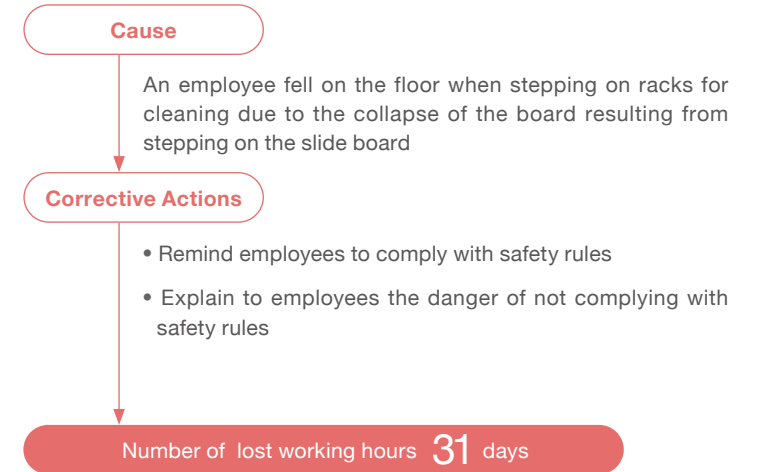 Cause
An employee fell on the floor when stepping on racks for
cleaning due to the collapse of the board resulting from
stepping on the slide board
Corrective Actions
• Remind employees to comply with safety rules
• Explain to employees the danger of not complying with
safety rules
Number of lost working hours 31 days